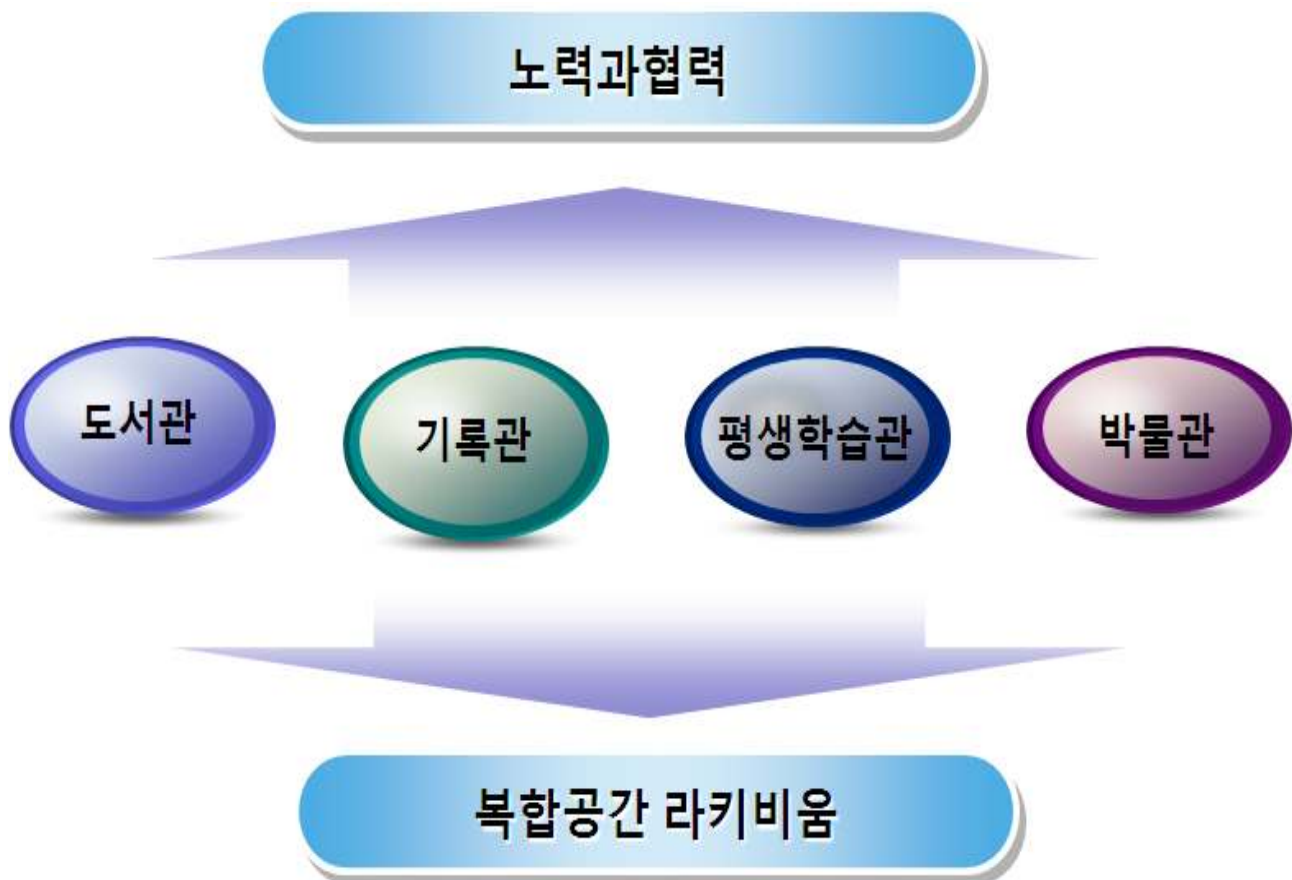 노력과협력
도서관
기록관
평생학습관
박물관
복합공간 라키비움